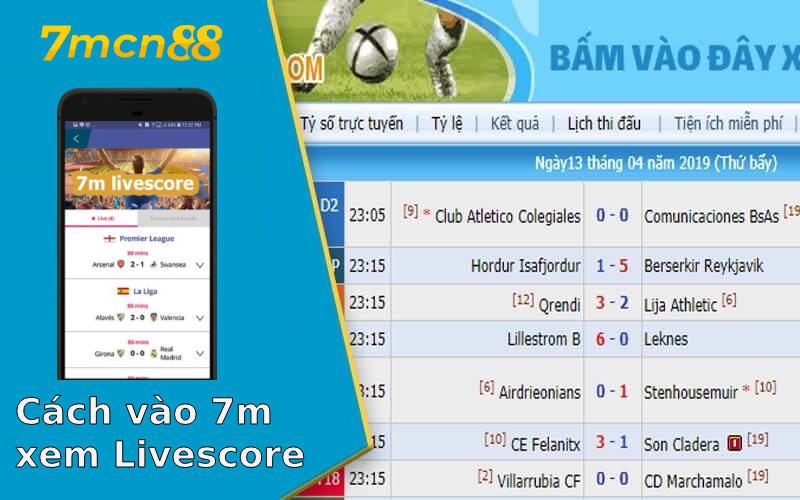 7mcn88
7m livescore
Live (4)
Premier League
80 mins
Arsenal 2 - 1 Swansea
La Liga
80 mins
Alavés 2 - 0 Valencia
80 mins
Girona 0 - 0 Real Madrid
Cách vào 7m
xem Livescore
OM
BẤM VÀO ĐÂY X
Tỷ số trực tuyến | Tỷ lệ | Kết quả | Lịch thi đấu | Tiện ích miễn phí |
Ngày13 tháng 04 năm 2019 (Thứ bẩy)
D2 23:05 [9] * Club Atletico Colegiales 0 - 0 Comunicaciones BsAs [19
P 23:15 Hordur Isafjordur 1 - 5 Berserkir Reykjavik
23:15 [12] Qrendi 3 - 2 Lija Athletic [6]
23:15 Lillestrom B 6 - 0 Leknes
23:15 [6] Airdrieonians 0 - 1 Stenhousemuir * [10]
:15 [10] CE Felanitx 3 - 1 Son Cladera 1 [19]
18 23:15 [2] Villarrubia CF 0 - 0 CD Marchamalo [19]